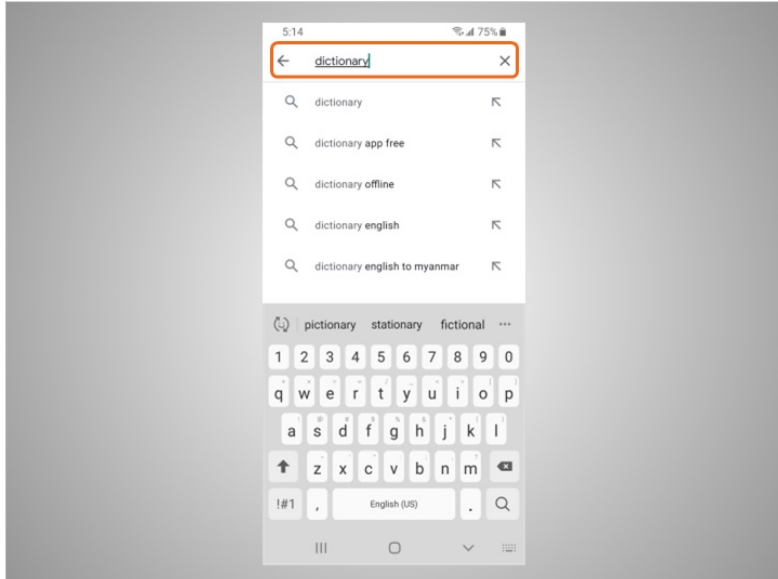 5:14 75%
dictionary
dictionary
dictionary app free
dictionary offline
dictionary english
dictionary english to myanmar
pictionary stationary fictional ...
1 2 3 4 5 6 7 8 9 0
q w e r t y u i o p
a s d f g h j k l
z x c v b n m
!#1 , English (US) .